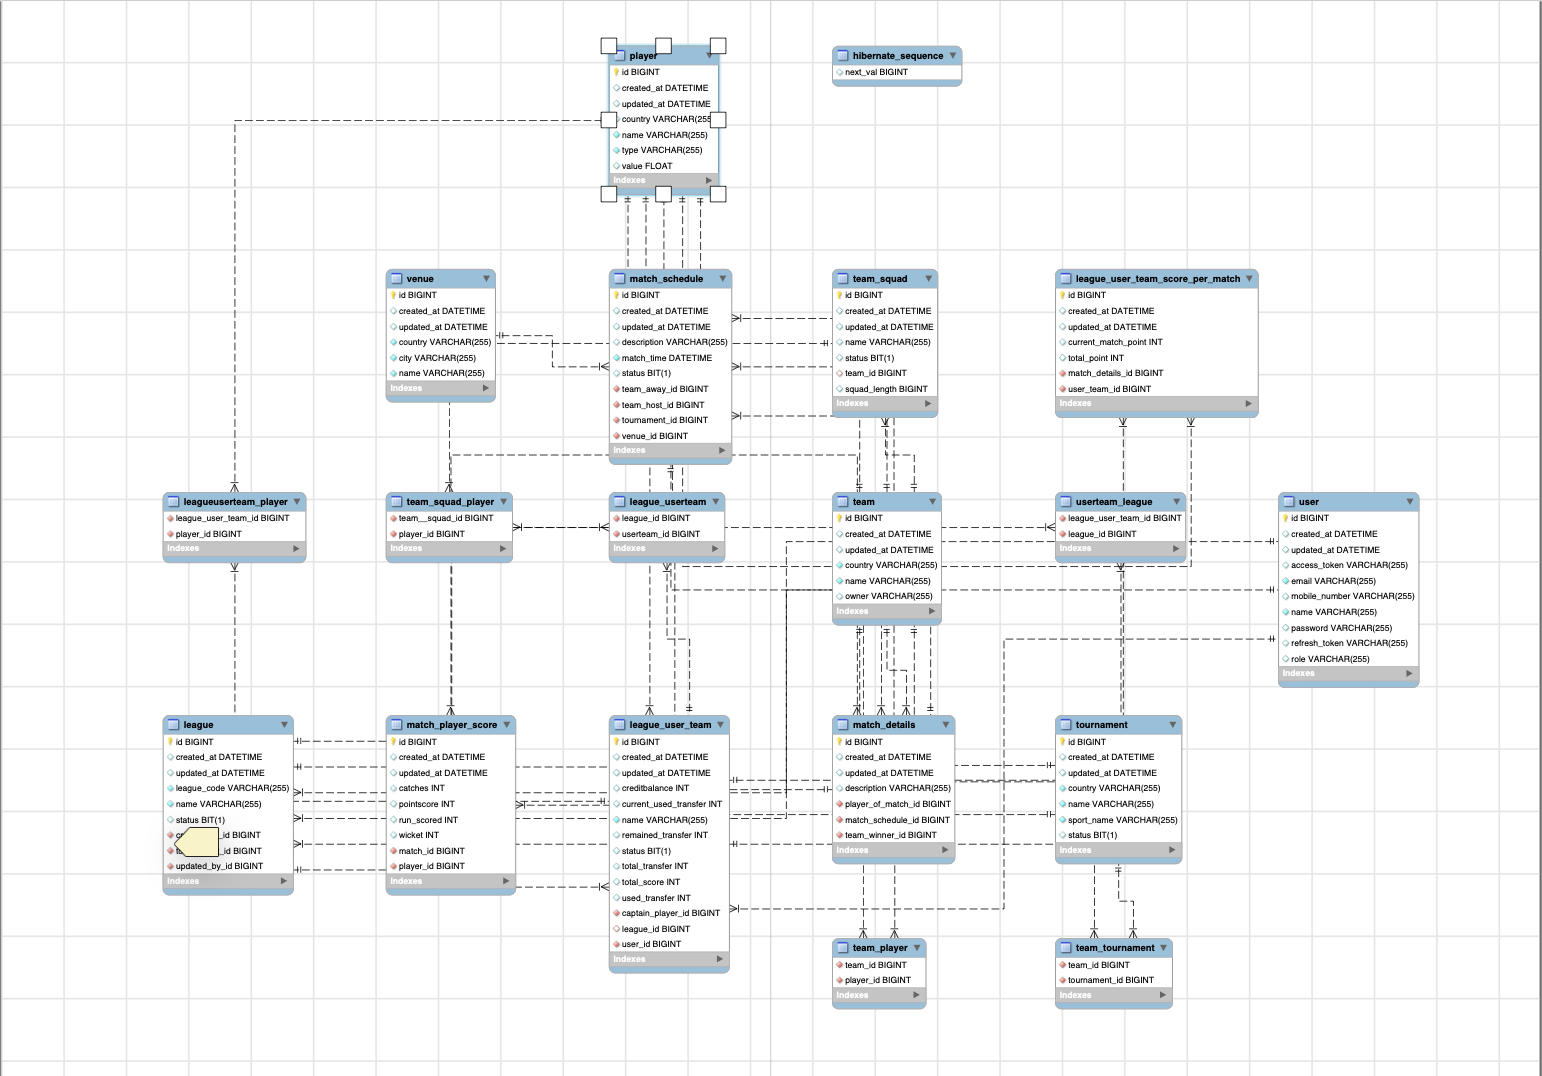 player
id BIGINT
created_at DATETIME
updated_at DATETIME
country VARCHAR(255
name VARCHAR(255)
type VARCHAR(255)
value FLOAT
Indexes
hibernate_sequence
next_val BIGINT
venue
id BIGINT
created_at DATETIME
updated_at DATETIME
country VARCHAR(255)
city VARCHAR(255)
name VARCHAR(255)
Indexes
match_schedule
id BIGINT
created_at DATETIME
updated_at DATETIME
description VARCHAR(255)
match_time DATETIME
status BIT(1)
team_away_id BIGINT
team_host_id BIGINT
tournament_id BIGINT
venue_id BIGINT
Indexes
team_squad
id BIGINT
created_at DATETIME
updated_at DATETIME
name VARCHAR(255)
status BIT(1)
team_id BIGINT
squad_length BIGINT
Indexes
league_user_team_score_per_match
id BIGINT
created_at DATETIME
updated_at DATETIME
current_match_point INT
total_point INT
match_details_id BIGINT
user_team_id BIGINT
Indexes
leagueuserteam_player
league_user_team_id BIGINT
player_id BIGINT
Indexes
team_squad_player
team__squad_id BIGINT
player_id BIGINT
Indexes
league_userteam
league_id BIGINT
userteam_id BIGINT
Indexes
team
id BIGINT
created_at DATETIME
updated_at DATETIME
country VARCHAR(255)
name VARCHAR(255)
owner VARCHAR(255)
Indexes
userteam_league
league_user_team_id BIGINT
league_id BIGINT
Indexes
user
id BIGINT
created_at DATETIME
updated_at DATETIME
access_token VARCHAR(255)
email VARCHAR(255)
mobile_number VARCHAR(255)
name VARCHAR(255)
password VARCHAR(255)
refresh_token VARCHAR(255)
role VARCHAR(255)
Indexes
league
id BIGINT
created_at DATETIME
updated_at DATETIME
league_code VARCHAR(255)
name VARCHAR(255)
status BIT(1)
_id BIGINT
_id BIGINT
updated_by_id BIGINT
Indexes
match_player_score
id BIGINT
created_at DATETIME
updated_at DATETIME
catches INT
pointscore INT
run_scored INT
wicket INT
match_id BIGINT
player_id BIGINT
Indexes
league_user_team
id BIGINT
created_at DATETIME
updated_at DATETIME
creditbalance INT
current_used_transfer INT
name VARCHAR(255)
remained_transfer INT
status BIT(1)
total_transfer INT
total_score INT
used_transfer INT
captain_player_id BIGINT
league_id BIGINT
user_id BIGINT
Indexes
match_details
id BIGINT
created_at DATETIME
updated_at DATETIME
description VARCHAR(255)
player_of_match_id BIGINT
match_schedule_id BIGINT
team_winner_id BIGINT
Indexes
tournament
id BIGINT
created_at DATETIME
updated_at DATETIME
country VARCHAR(255)
name VARCHAR(255)
sport_name VARCHAR(255)
status BIT(1)
Indexes
team_player
team_id BIGINT
player_id BIGINT
Indexes
team_tournament
team_id BIGINT
tournament_id BIGINT
Indexes